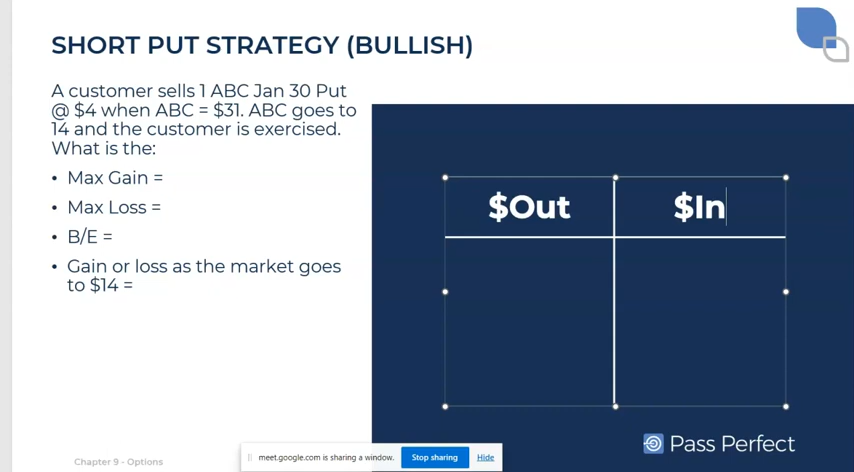 SHORT PUT STRATEGY (BULLISH)
A customer sells 1 ABC Jan 30 Put
@ $4 when ABC = $31. ABC goes to
14 and the customer is exercised.
What is the:
• Max Gain =
• Max Loss =
• B/E =
• Gain or loss as the market goes
to $14 =
$Out
$In
Pass Perfect
Chapter 9 - Options
meet.google.com is sharing a window.
Stop sharing
Hide